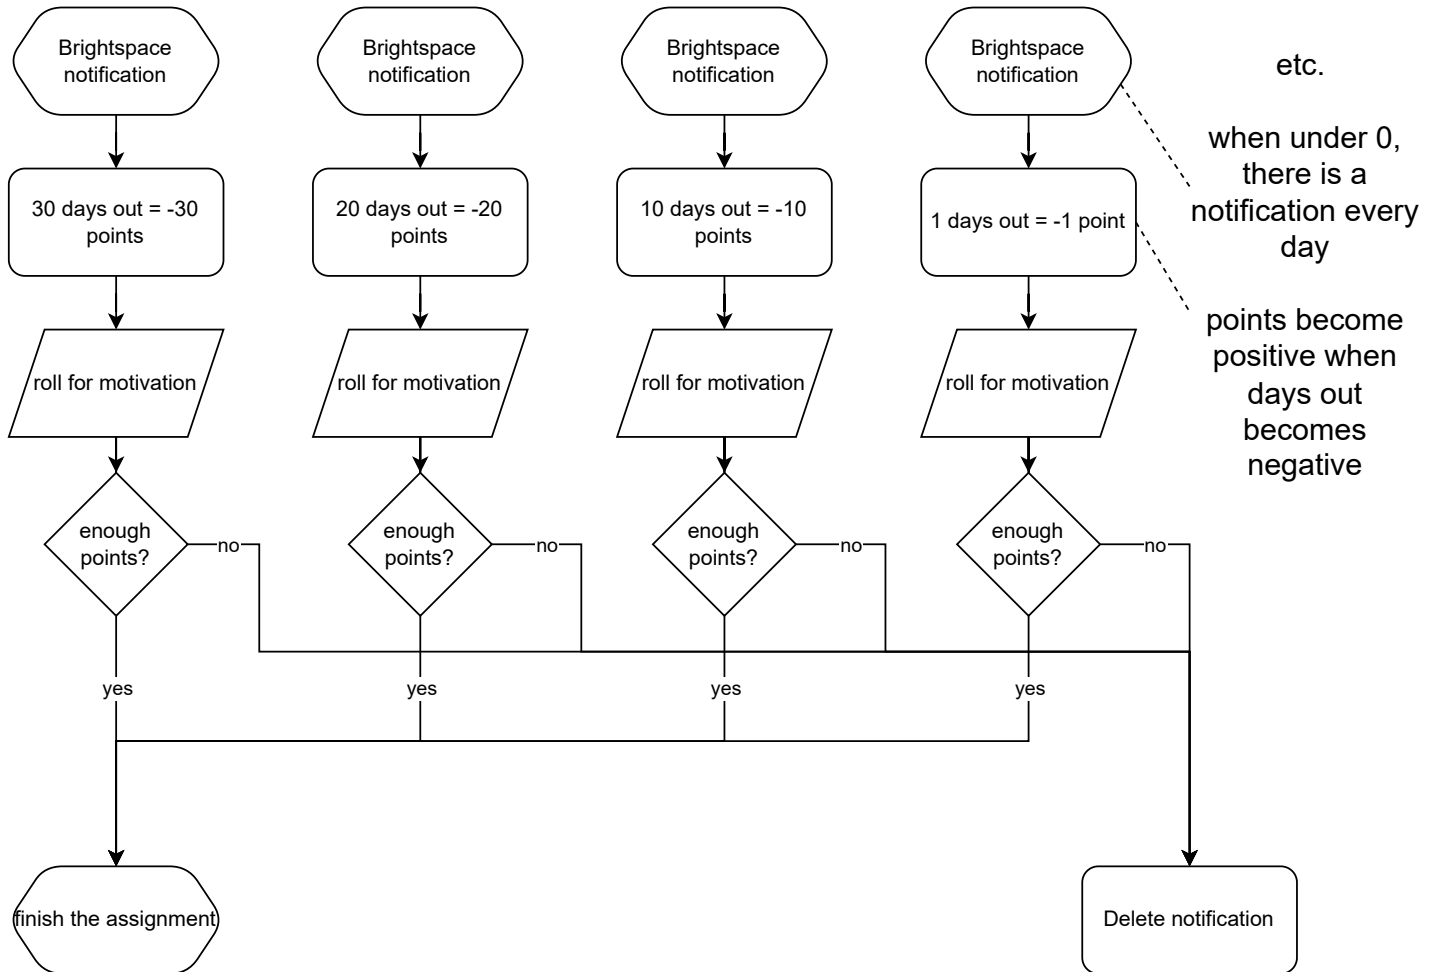 Brightspace
notification
Brightspace
notification
Brightspace
notification
Brightspace
notification
etc.
when under 0,
there is a
notification every
day
30 days out = -30
points
20 days out = -20
points
10 days out = -10
points
1 days out = -1 point
points become
positive when
days out
becomes
negative
roll for motivation
roll for motivation
roll for motivation
roll for motivation
enough
points?
no
enough
points?
no
enough
points?
no
enough
points?
no
yes
yes
yes
yes
finish the assignment
Delete notification